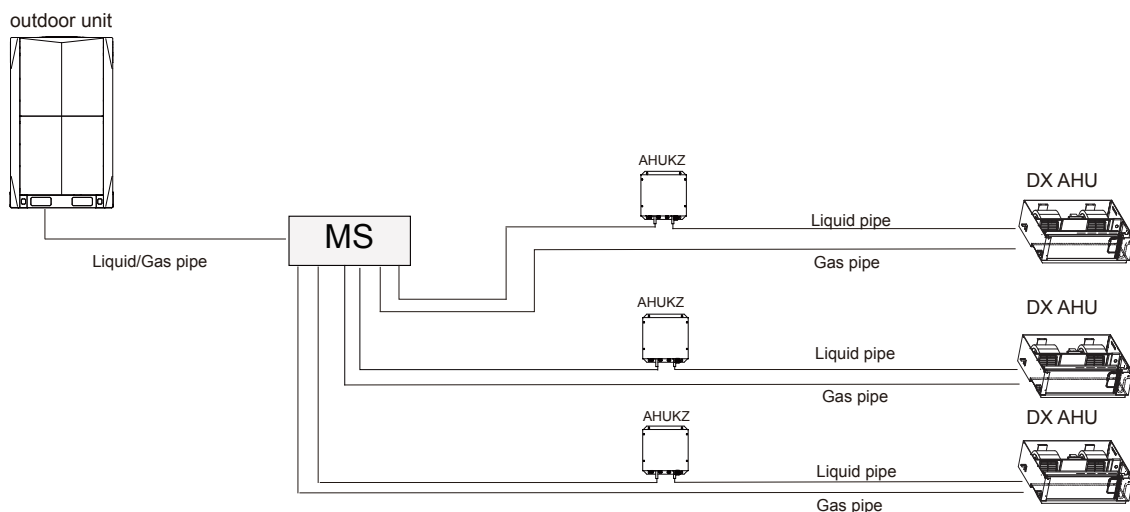 outdoor unit
AHUKZ
DX AHU
Liquid pipe
MS
Liquid/Gas pipe
Gas pipe
AHUKZ
DX AHU
Liquid pipe
Gas pipe
AHUKZ
DX AHU
Liquid pipe
Gas pipe